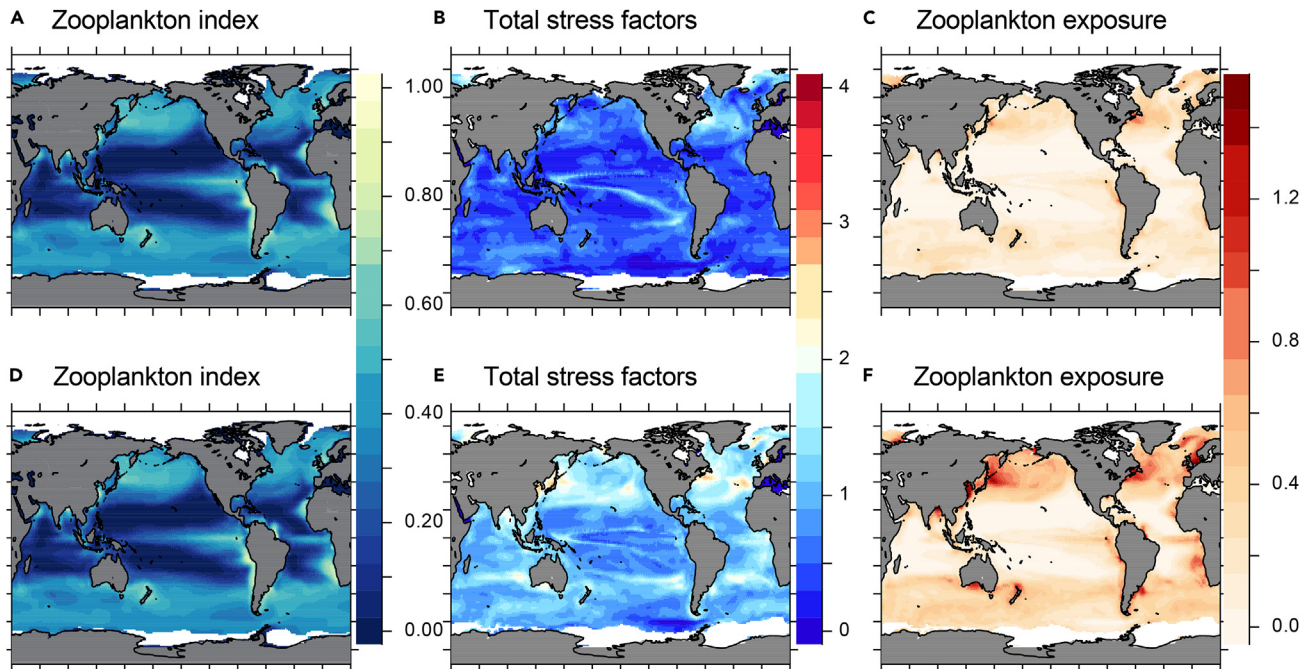 A Zooplankton index
B Total stress factors
C Zooplankton exposure
1.00
0.80
0.60
0.40
0.20
0.00
4
3
2
1
0
1.2
0.8
0.4
0.0
D Zooplankton index
E Total stress factors
F Zooplankton exposure